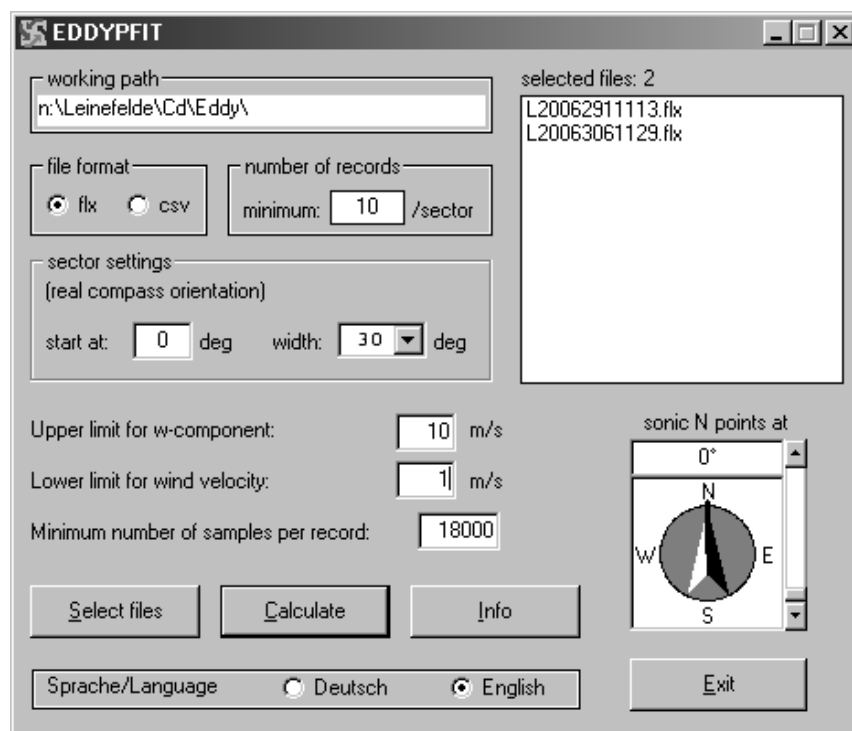 EDDYPFIT
working path
n:\Leinefelde\Cd\Eddy\
selected files: 2
L20062911113.flx
L20063061129.flx
file format
flx csv
number of records
minimum: 10 /sector
sector settings
(real compass orientation)
start at: 0 deg width: 30 deg
Upper limit for w-component: 10 m/s
Lower limit for wind velocity: 1 m/s
Minimum number of samples per record: 18000
sonic N points at
0°
N
W E
S
Select files Calculate Info
Sprache/Language Deutsch English
Exit